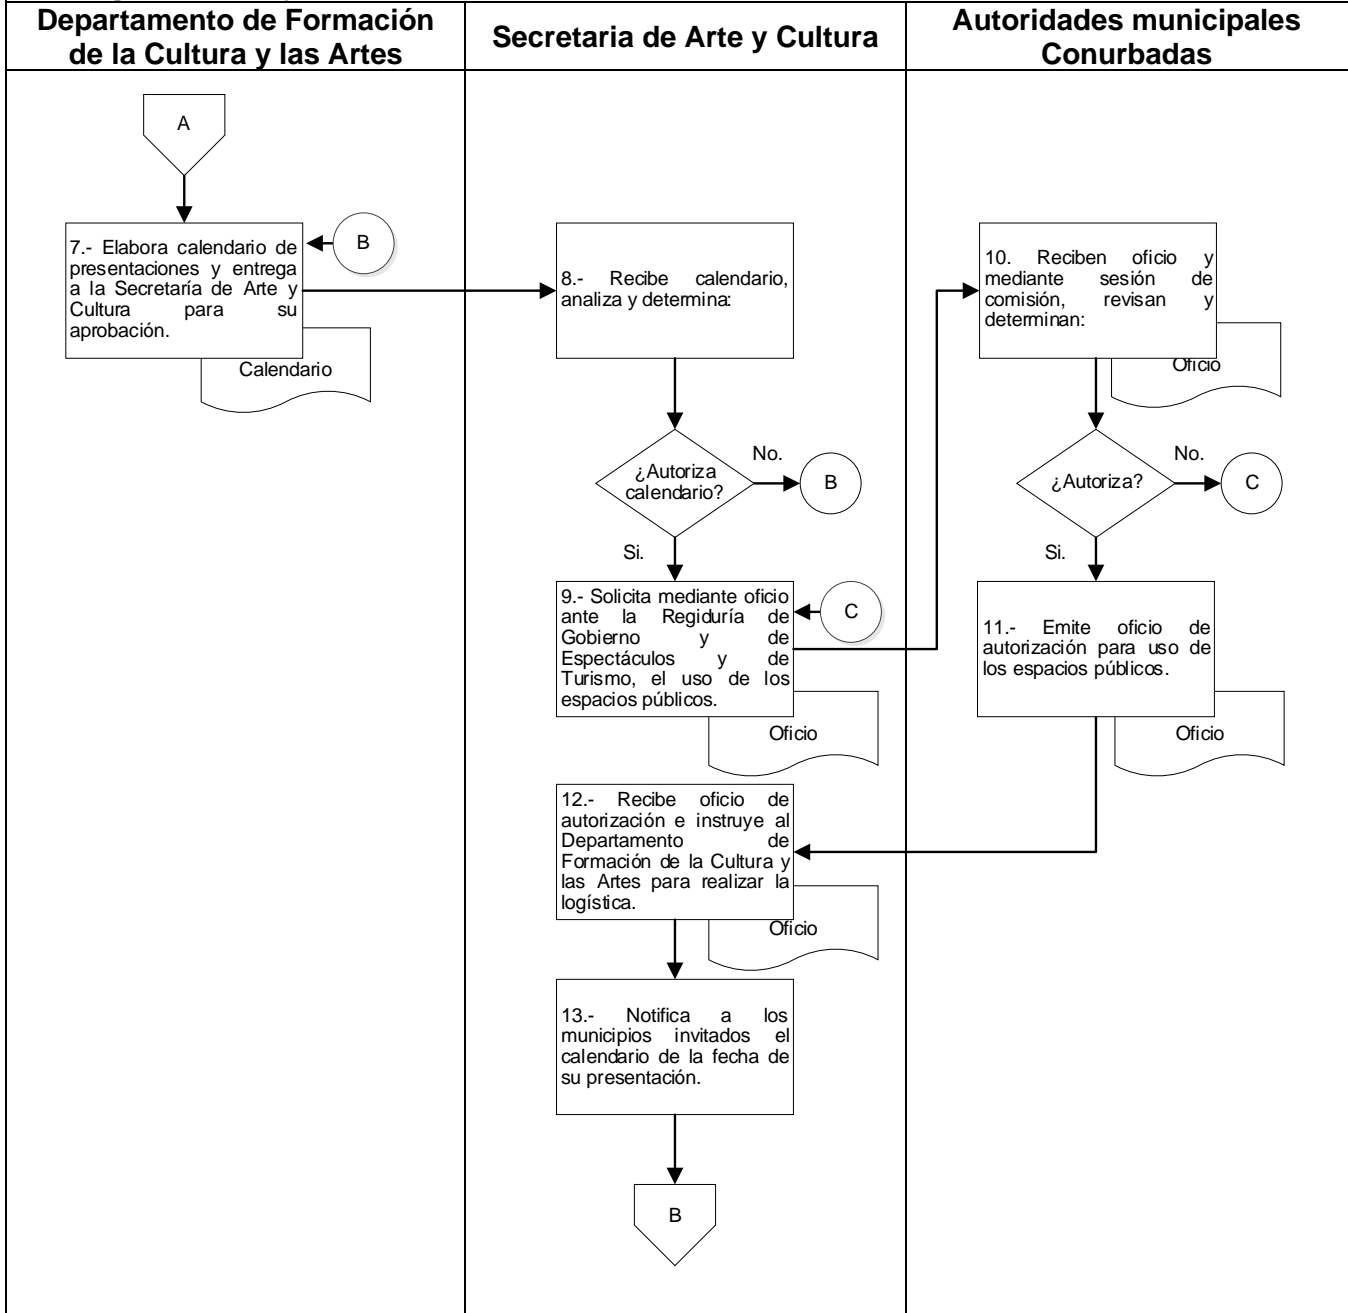 Departamento de Formación
de la Cultura y las Artes
Secretaria de Arte y Cultura
Autoridades municipales
Conurbadas
A
7.- Elabora calendario de
presentaciones y entrega
a la Secretaría de Arte y
Cultura para su
aprobación.
B
Calendario
8.- Recibe calendario,
analiza y determina:
¿Autoriza
calendario?
No.
B
Si.
9.- Solicita mediante oficio
ante la Regiduría de
Gobierno y de
Espectáculos y de
Turismo, el uso de los
espacios públicos.
C
Oficio
10. Reciben oficio y
mediante sesión de
comisión, revisan y
determinan:
Oficio
¿Autoriza?
No.
C
Si.
11.- Emite oficio de
autorización para uso de
los espacios públicos.
Oficio
12.- Recibe oficio de
autorización e instruye al
Departamento de
Formación de la Cultura y
las Artes para realizar la
logística.
Oficio
13.- Notifica a los
municipios invitados el
calendario de la fecha de
su presentación.
B